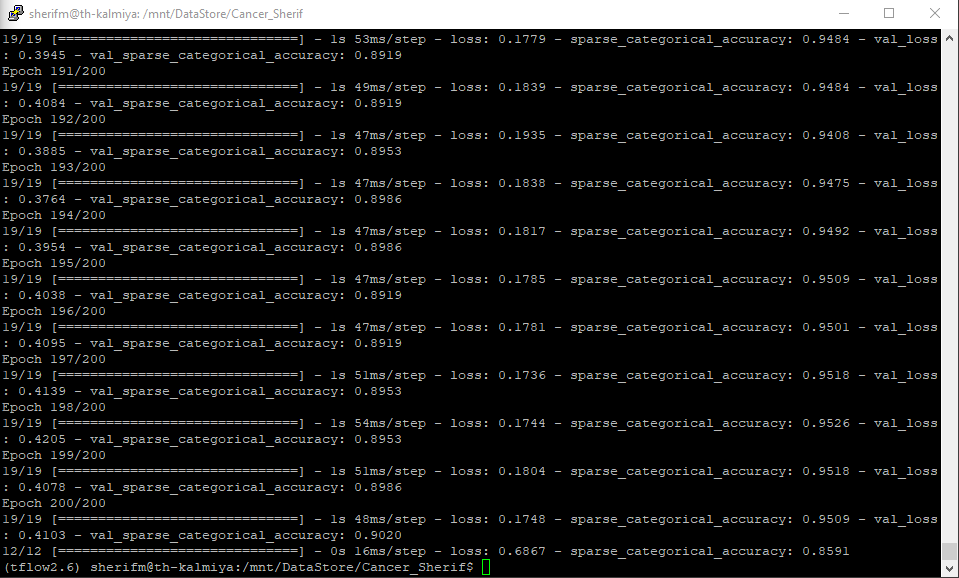 sherifm@th-kalmiya: /mnt/DataStore/Cancer_Sherif
19/19 [==============================] - 1s 53ms/step - loss: 0.1779 - sparse_categorical_accuracy: 0.9484 - val_loss
: 0.3945 - val_sparse_categorical_accuracy: 0.8919
Epoch 191/200
19/19 [==============================] - 1s 49ms/step - loss: 0.1839 - sparse_categorical_accuracy: 0.9484 - val_loss
: 0.4084 - val_sparse_categorical_accuracy: 0.8919
Epoch 192/200
19/19 [==============================] - 1s 47ms/step - loss: 0.1935 - sparse_categorical_accuracy: 0.9408 - val_loss
: 0.3885 - val_sparse_categorical_accuracy: 0.8953
Epoch 193/200
19/19 [==============================] - 1s 47ms/step - loss: 0.1838 - sparse_categorical_accuracy: 0.9475 - val_loss
: 0.3764 - val_sparse_categorical_accuracy: 0.8986
Epoch 194/200
19/19 [==============================] - 1s 47ms/step - loss: 0.1817 - sparse_categorical_accuracy: 0.9492 - val_loss
: 0.3954 - val_sparse_categorical_accuracy: 0.8986
Epoch 195/200
19/19 [==============================] - 1s 47ms/step - loss: 0.1785 - sparse_categorical_accuracy: 0.9509 - val_loss
: 0.4038 - val_sparse_categorical_accuracy: 0.8919
Epoch 196/200
19/19 [==============================] - 1s 47ms/step - loss: 0.1781 - sparse_categorical_accuracy: 0.9501 - val_loss
: 0.4095 - val_sparse_categorical_accuracy: 0.8919
Epoch 197/200
19/19 [==============================] - 1s 51ms/step - loss: 0.1736 - sparse_categorical_accuracy: 0.9518 - val_loss
: 0.4139 - val_sparse_categorical_accuracy: 0.8953
Epoch 198/200
19/19 [==============================] - 1s 54ms/step - loss: 0.1744 - sparse_categorical_accuracy: 0.9526 - val_loss
: 0.4205 - val_sparse_categorical_accuracy: 0.8953
Epoch 199/200
19/19 [==============================] - 1s 51ms/step - loss: 0.1804 - sparse_categorical_accuracy: 0.9518 - val_loss
: 0.4078 - val_sparse_categorical_accuracy: 0.8986
Epoch 200/200
19/19 [==============================] - 1s 48ms/step - loss: 0.1748 - sparse_categorical_accuracy: 0.9509 - val_loss
: 0.4103 - val_sparse_categorical_accuracy: 0.9020
12/12 [==============================] - 0s 16ms/step - loss: 0.6867 - sparse_categorical_accuracy: 0.8591
(tflow2.6) sherifm@th-kalmiya:/mnt/DataStore/Cancer_Sherif$